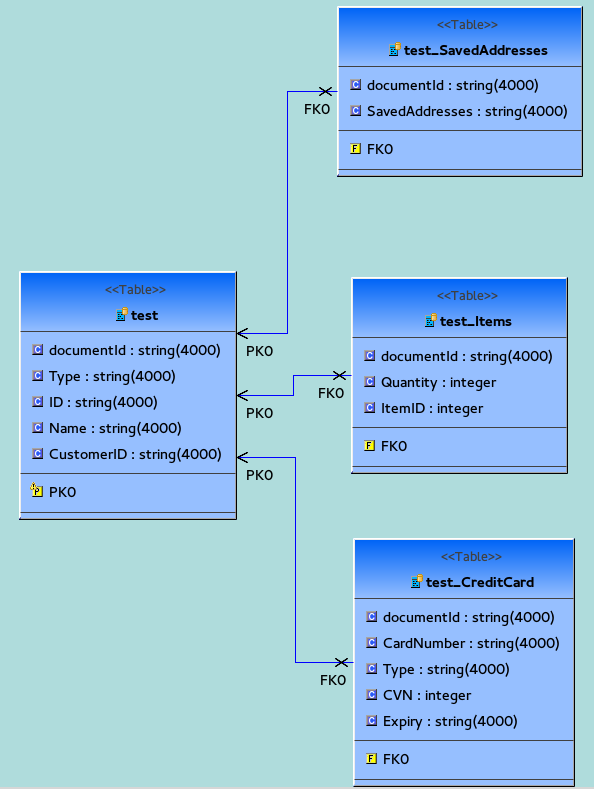 <<Table>>
test_SavedAddresses
documentId : string(4000)
SavedAddresses : string(4000)
FK0
FK0
<<Table>>
test
documentId : string(4000)
Type : string(4000)
ID : string(4000)
Name : string(4000)
CustomerID : string(4000)
PK0
PK0
PK0
PK0
<<Table>>
test_Items
documentId : string(4000)
Quantity : integer
ItemID : integer
FK0
FK0
<<Table>>
test_CreditCard
documentId : string(4000)
CardNumber : string(4000)
Type : string(4000)
CVN : integer
Expiry : string(4000)
FK0
FK0